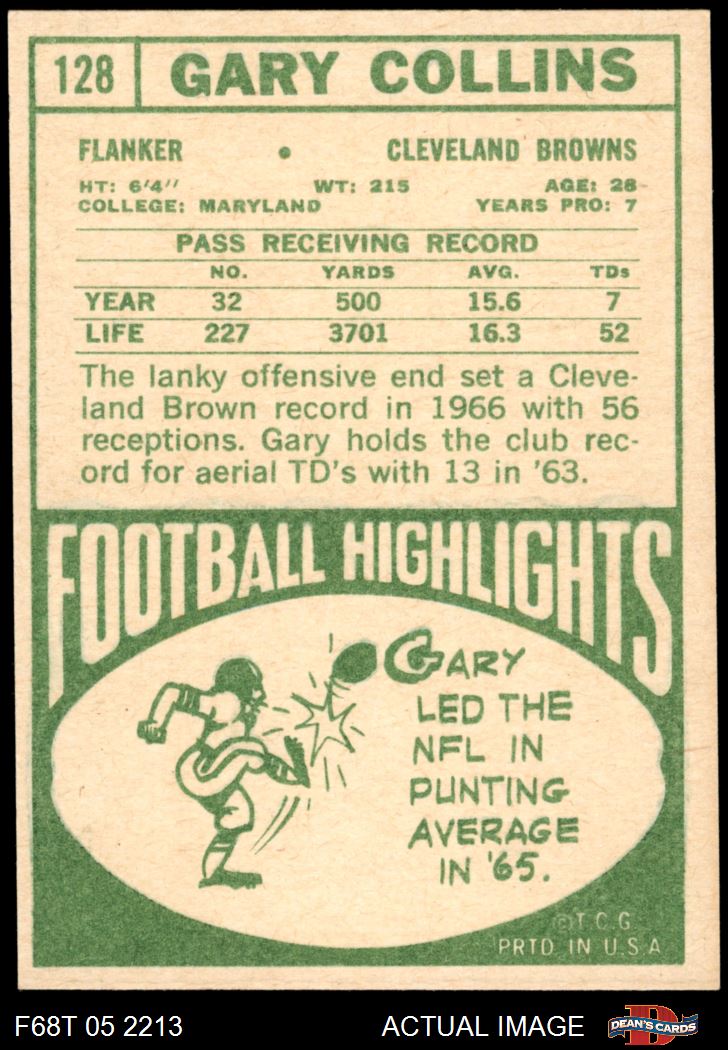 128 GARY COLLINS
FLANKER • CLEVELAND BROWNS
HT: 6'4" WT: 215 AGE: 28
COLLEGE: MARYLAND YEARS PRO: 7
PASS RECEIVING RECORD
NO. YARDS AVG. TDs
YEAR 32 500 15.6 7
LIFE 227 3701 16.3 52
The lanky offensive end set a Cleve-
land Brown record in 1966 with 56
receptions. Gary holds the club rec-
ord for aerial TD's with 13 in '63.
FOOTBALL HIGHLIGHTS
GARY
LED THE
NFL IN
PUNTING
AVERAGE
IN '65.
©T.C.G.
PRTD IN U.S.A
F68T 05 2213 ACTUAL IMAGE DEAN'S CARDS